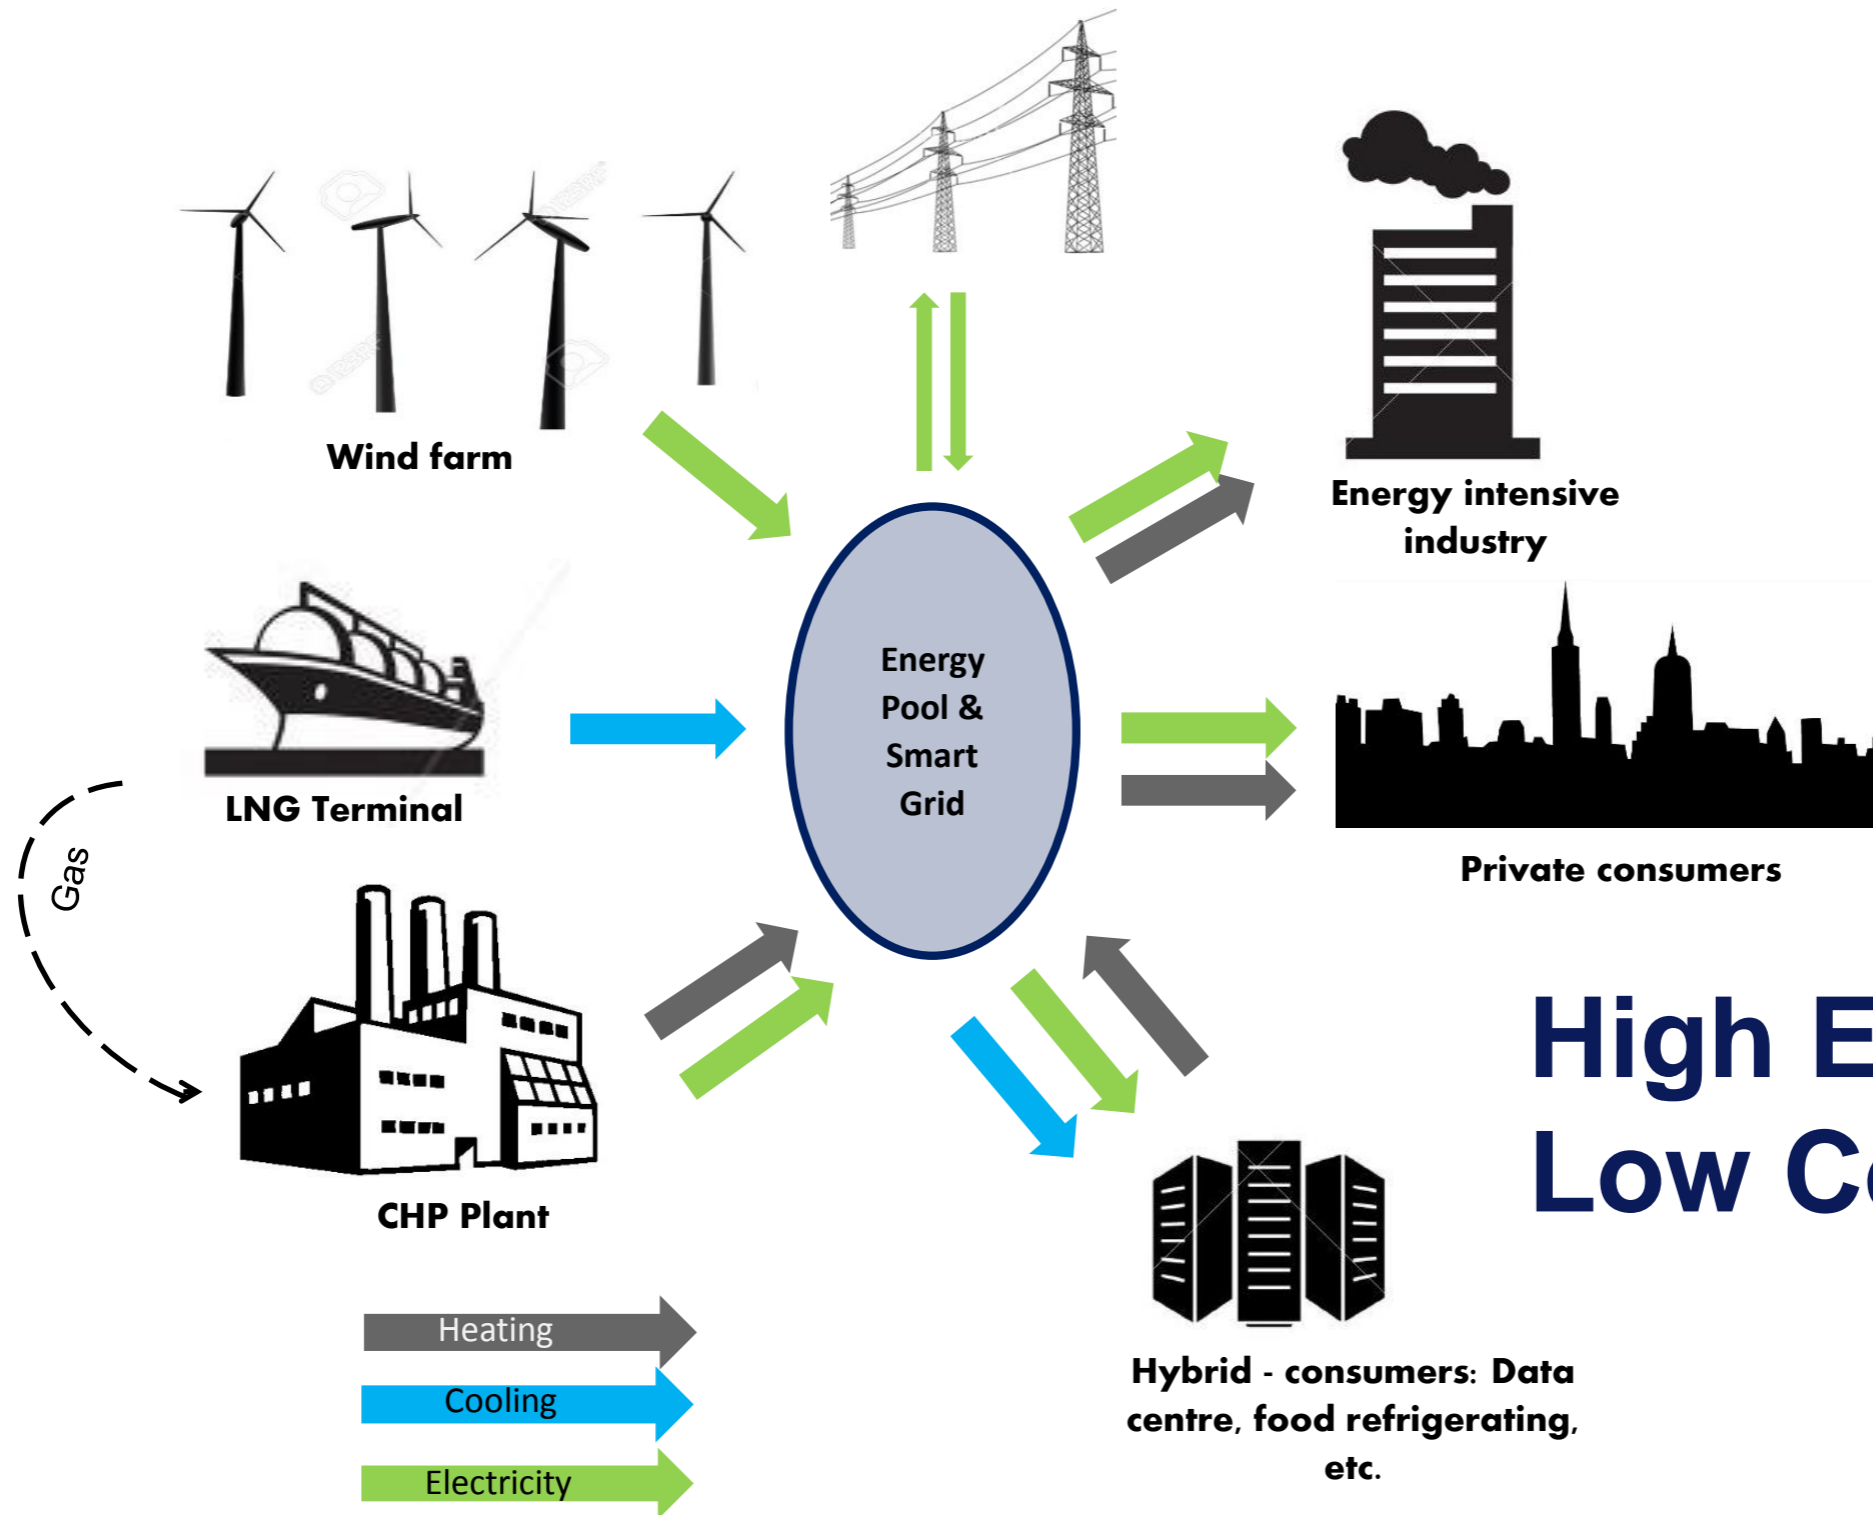 Wind farm
Energy intensive
industry
Energy
Pool &
Smart
Grid
LNG Terminal
Gas
Private consumers
CHP Plant
High E
Low C
Heating
Cooling
Electricity
Hybrid - consumers: Data
centre, food refrigerating,
etc.